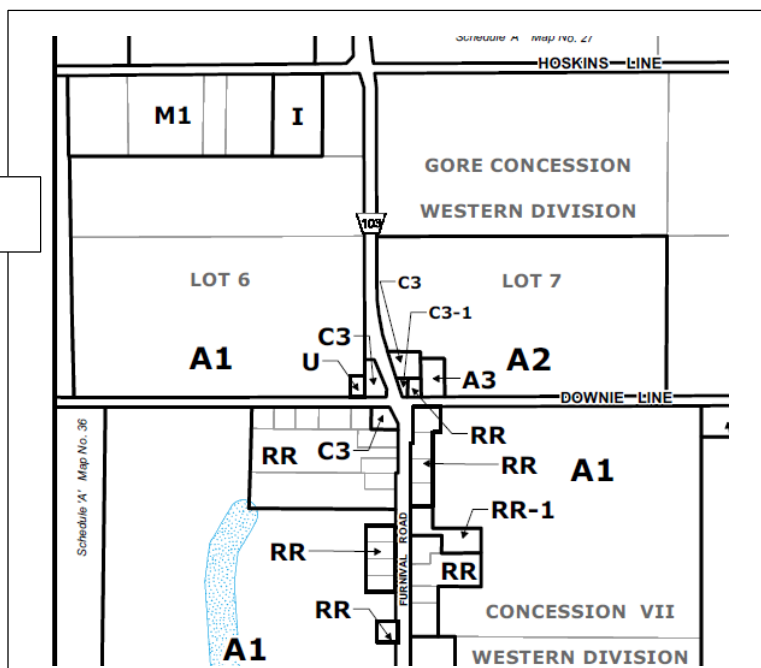 Schedule 'A' Map No. 27
HOSKINS LINE
M1
I
GORE CONCESSION
WESTERN DIVISION
103
LOT 6
C3
LOT 7
C3-1
C3
A1
U
A2
A3
DOWNIE LINE
Schedule 'A' Map No. 36
RR
C3
RR
RR
A1
RR-1
FURNIVAL ROAD
RR
RR
RR
CONCESSION VII
A1
WESTERN DIVISION